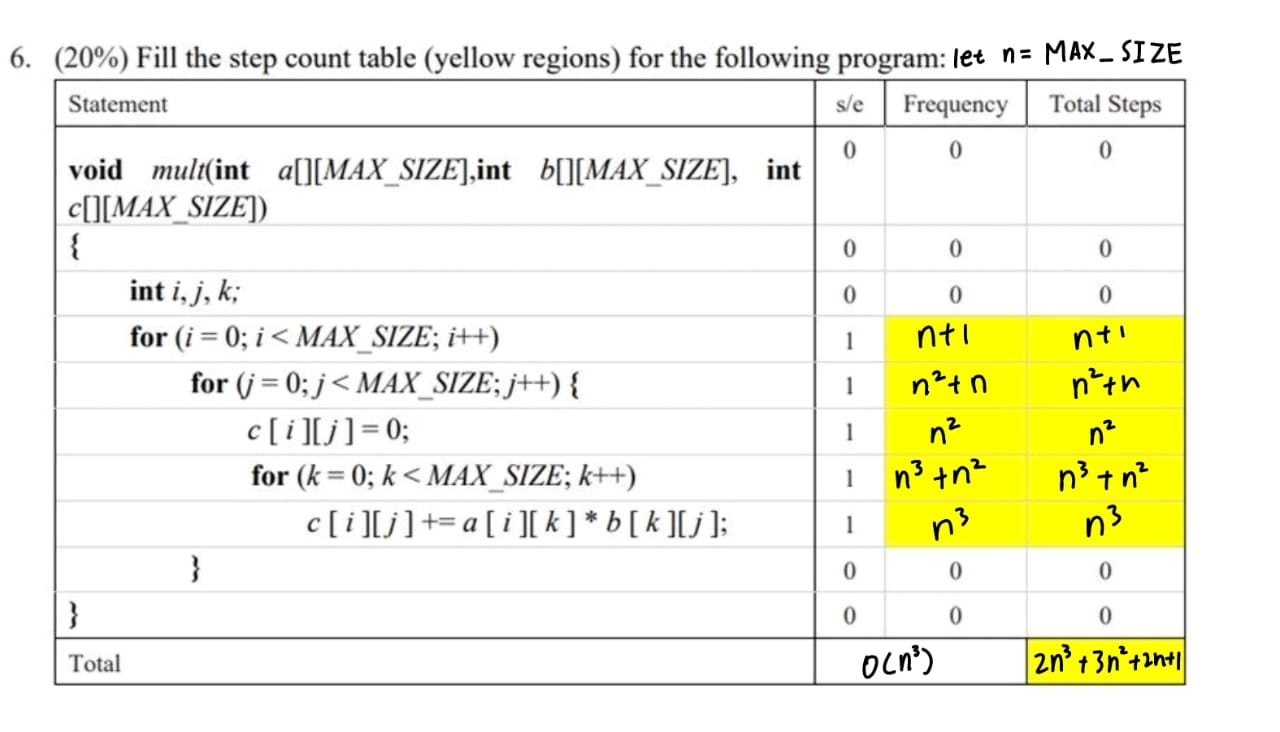 6. (20%) Fill the step count table (yellow regions) for the following program: let n = MAX_SIZE
Statement s/e Frequency Total Steps
void mult(int a[][MAX_SIZE],int b[][MAX_SIZE], int 0 0 0
c[][MAX_SIZE])
{ 0 0 0
int i, j, k; 0 0 0
for (i = 0; i < MAX_SIZE; i++) 1 n+1 n+1
for (j = 0; j < MAX_SIZE; j++) { 1 n²+n n²+n
c [ i ][ j ] = 0; 1 n² n²
for (k = 0; k < MAX_SIZE; k++) 1 n³+n² n³+n²
c [ i ][ j ] += a [ i ][ k ] * b [ k ][ j ]; 1 n³ n³
} 0 0 0
} 0 0 0
Total O(n³) 2n³+3n²+2n+1